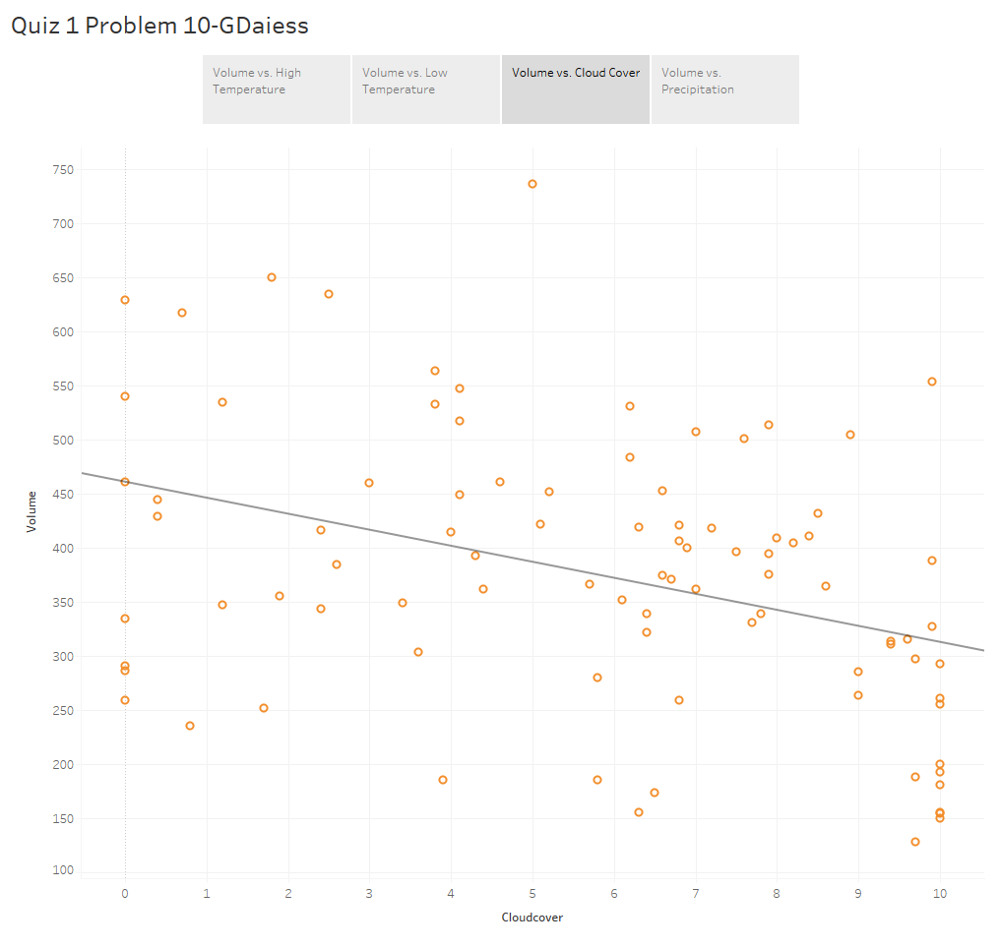 Quiz 1 Problem 10-GDaiess
Volume vs. High
Temperature
Volume vs. Low
Temperature
Volume vs. Cloud Cover
Volume vs.
Precipitation
750
700
650
600
550
500
450
400
350
300
250
200
150
100
Volume
0 1 2 3 4 5 6 7 8 9 10
Cloudcover